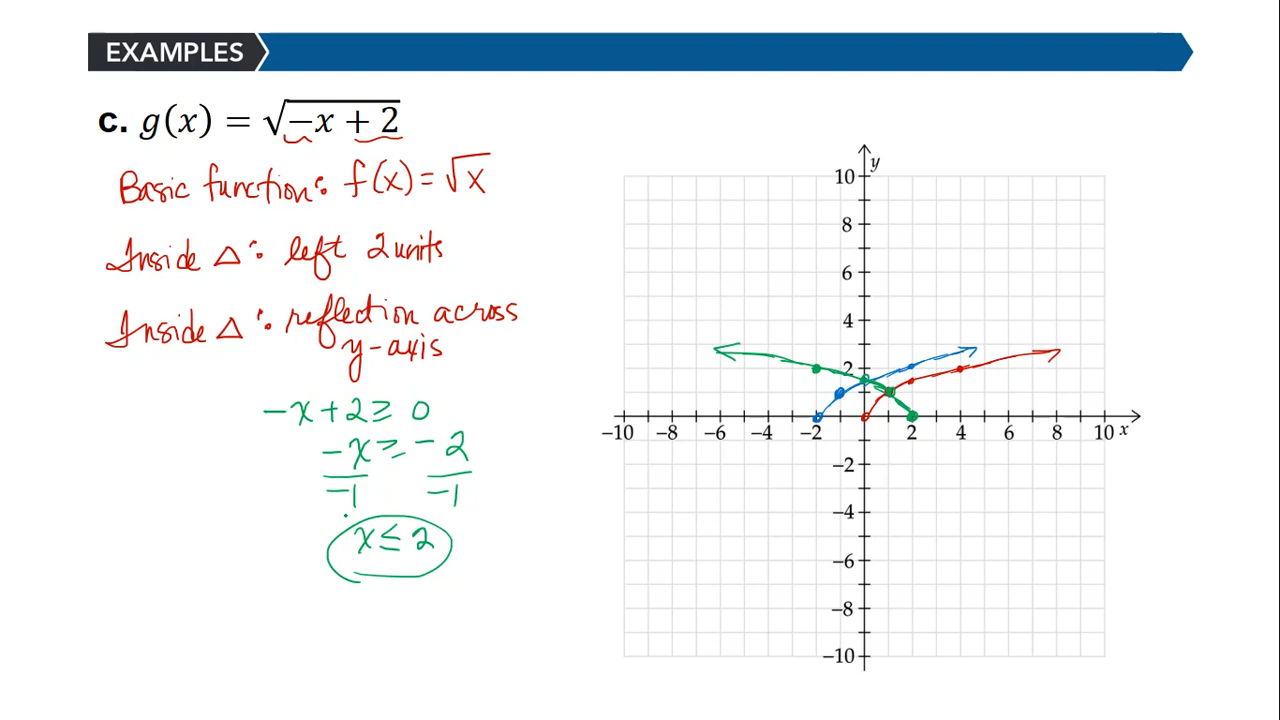 EXAMPLES
c. g(x) = √(-x + 2)
Basic function: f(x) = √x
Inside Δ: left 2 units
Inside Δ: reflection across
y-axis
-x + 2 ≥ 0
-x ≥ -2
-1 -1
x ≤ 2
y
10
8
6
4
2
-10 -8 -6 -4 -2 2 4 6 8 10 x
-2
-4
-6
-8
-10